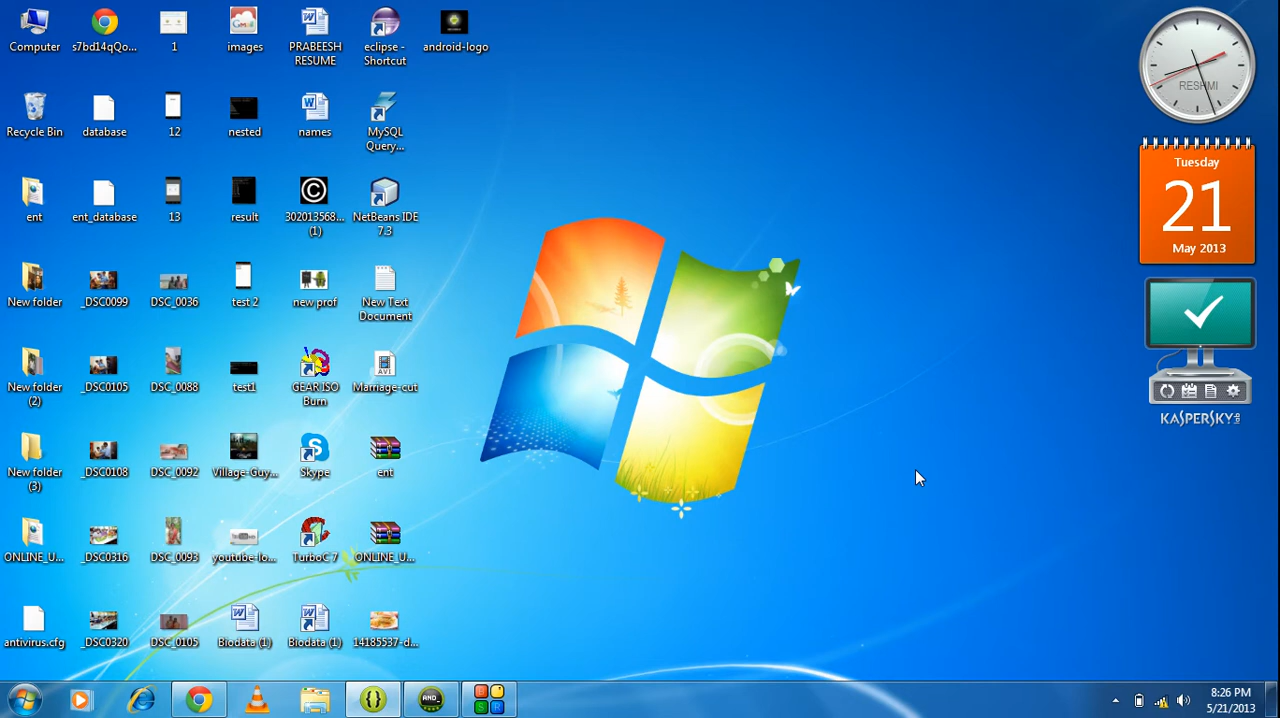 Computer
s7bd14qQo...
1
images
PRABEESH
RESUME
eclipse -
Shortcut
android-logo
Recycle Bin
database
12
nested
names
MySQL
Query...
ent
ent_database
13
result
302013568...
(1)
NetBeans IDE
7.3
New folder
_DSC0099
DSC_0036
test 2
new prof
New Text
Document
New folder
(2)
_DSC0105
DSC_0088
test1
GEAR ISO
Burn
Marriage-cut
New folder
(3)
_DSC0108
DSC_0092
Village-Guy...
Skype
ent
ONLINE_U...
_DSC0316
DSC_0093
youtube-lo...
TurboC 7
ONLINE_U...
antivirus.cfg
_DSC0320
DSC_0105
Biodata (1)
Biodata (1)
14185537-d...
RESHMI
Tuesday
21
May 2013
KASPERSKY
Gmail
AVI
AND
S R
8:26 PM
5/21/2013